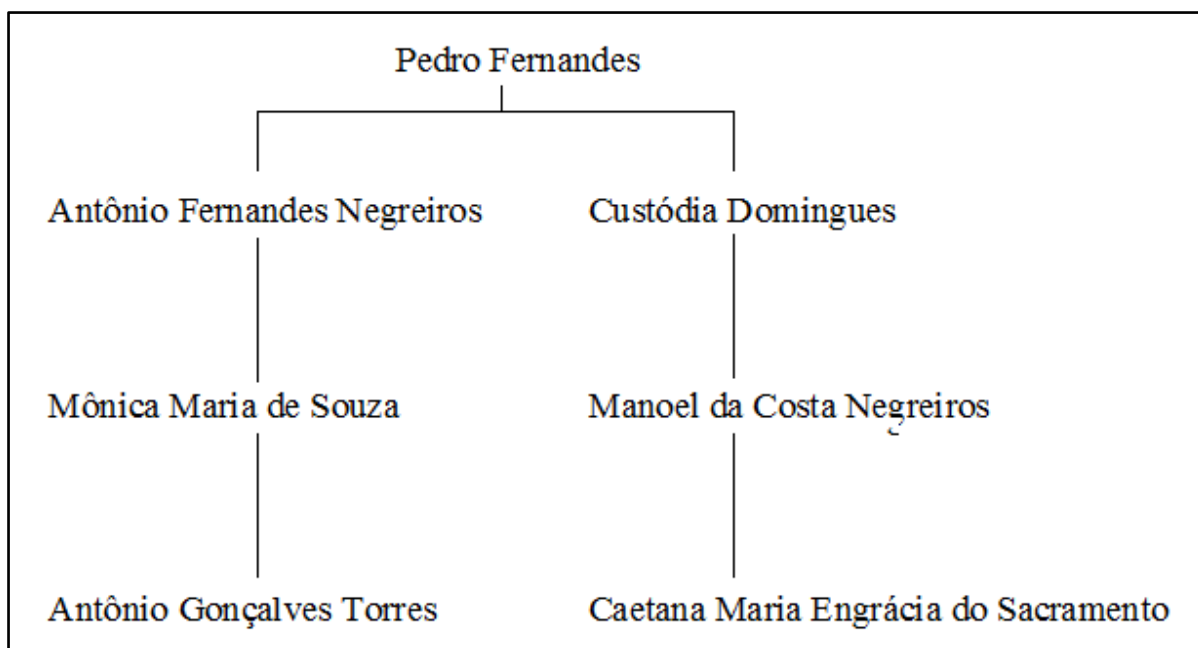 Pedro Fernandes
Antônio Fernandes Negreiros
Custódia Domingues
Mônica Maria de Souza
Manoel da Costa Negreiros
Antônio Gonçalves Torres
Caetana Maria Engrácia do Sacramento